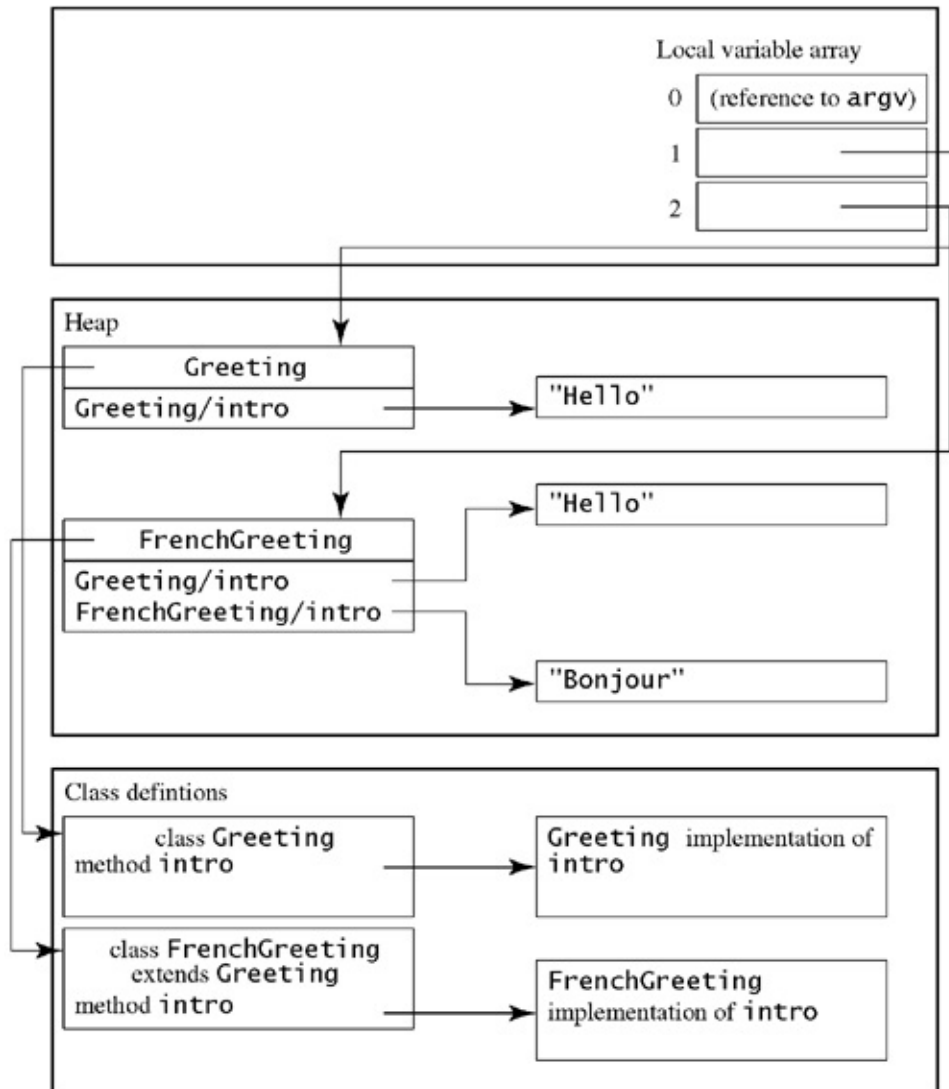 Local variable array
0 (reference to argv)
1
2
Heap
Greeting
Greeting/intro
"Hello"
"Hello"
FrenchGreeting
Greeting/intro
FrenchGreeting/intro
"Bonjour"
Class defintions
class Greeting
method intro
Greeting implementation of
intro
class FrenchGreeting
extends Greeting
method intro
FrenchGreeting
implementation of intro